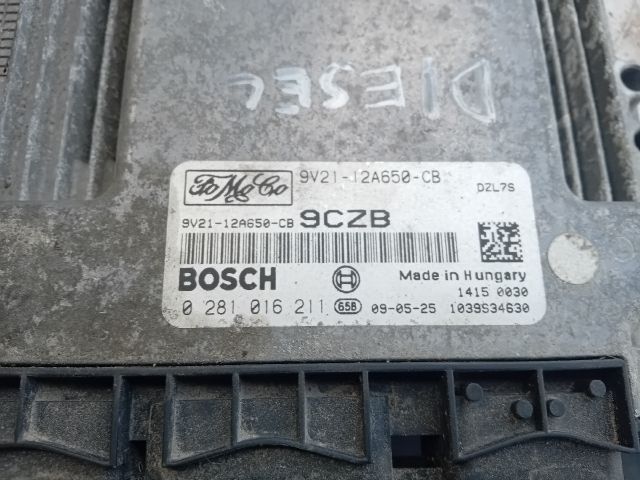 DIESEL
FoMoCo
9V21-12A650-CB
DZL7S
9V21-12A650-CB 9CZB
BOSCH
Made in Hungary
1415 0030
0 281 016 211 658 09-05-25 1039S34630